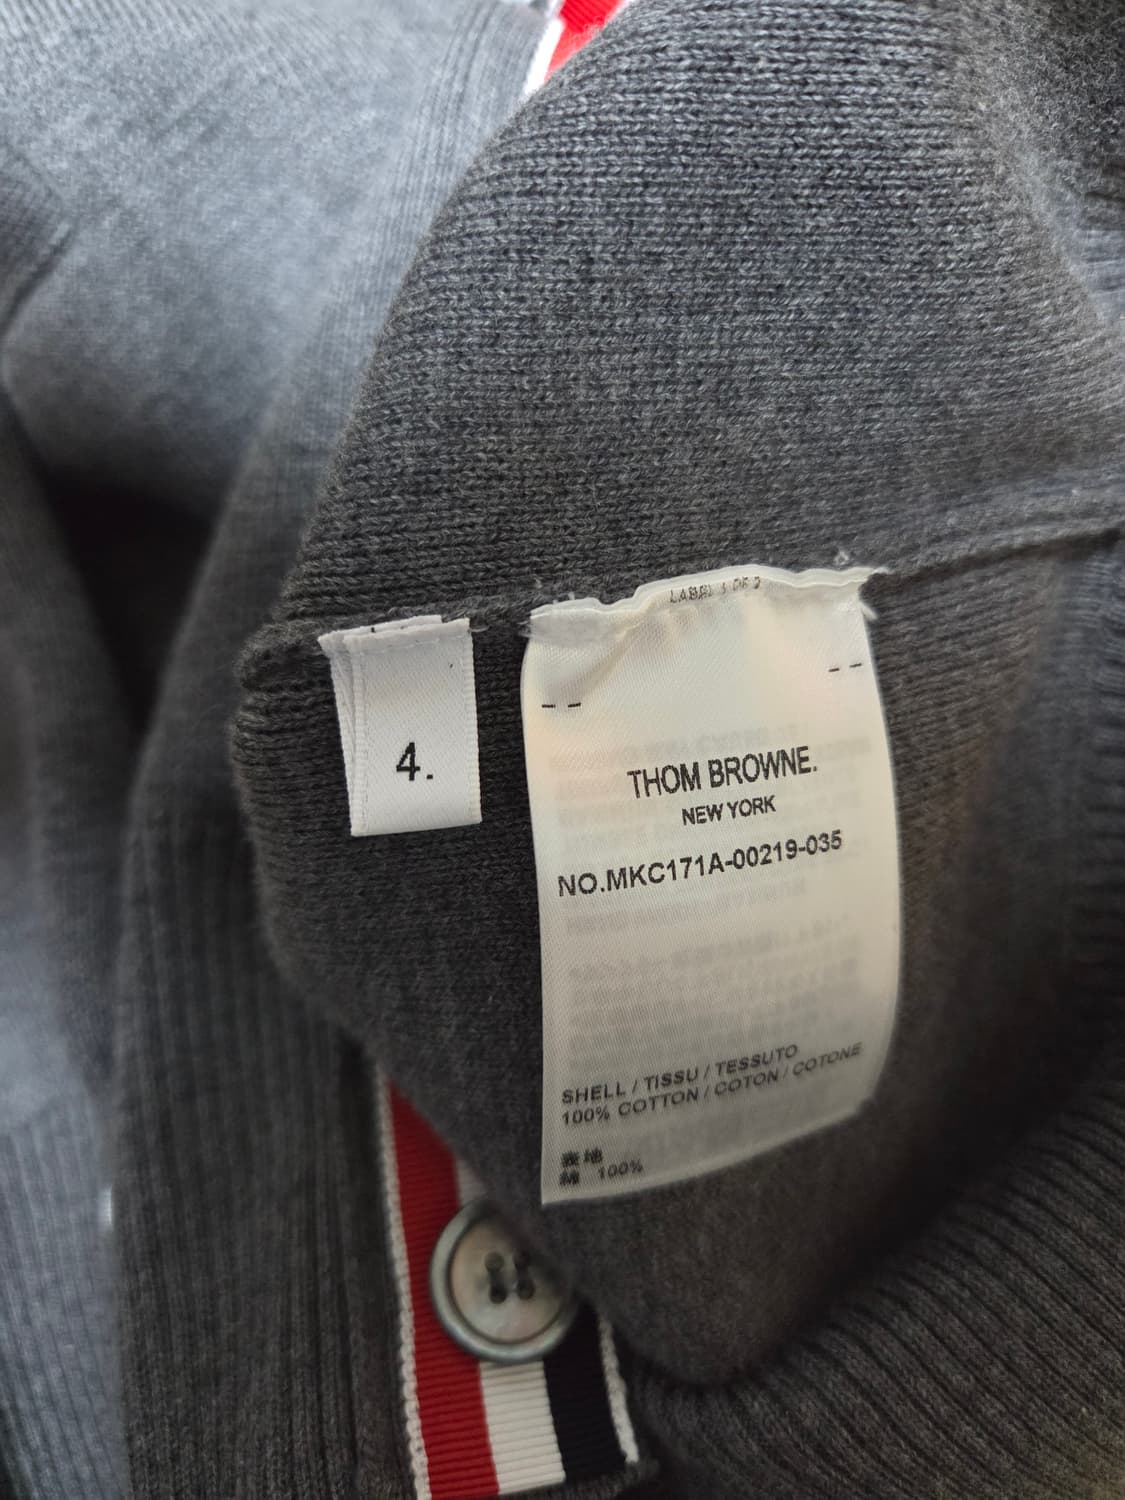 LABEL 1 OF 2
4.
THOM BROWNE.
NEW YORK
NO.MKC171A-00219-035
SHELL / TISSU / TESSUTO
100% COTTON / COTON / COTONE
表地
綿 100%